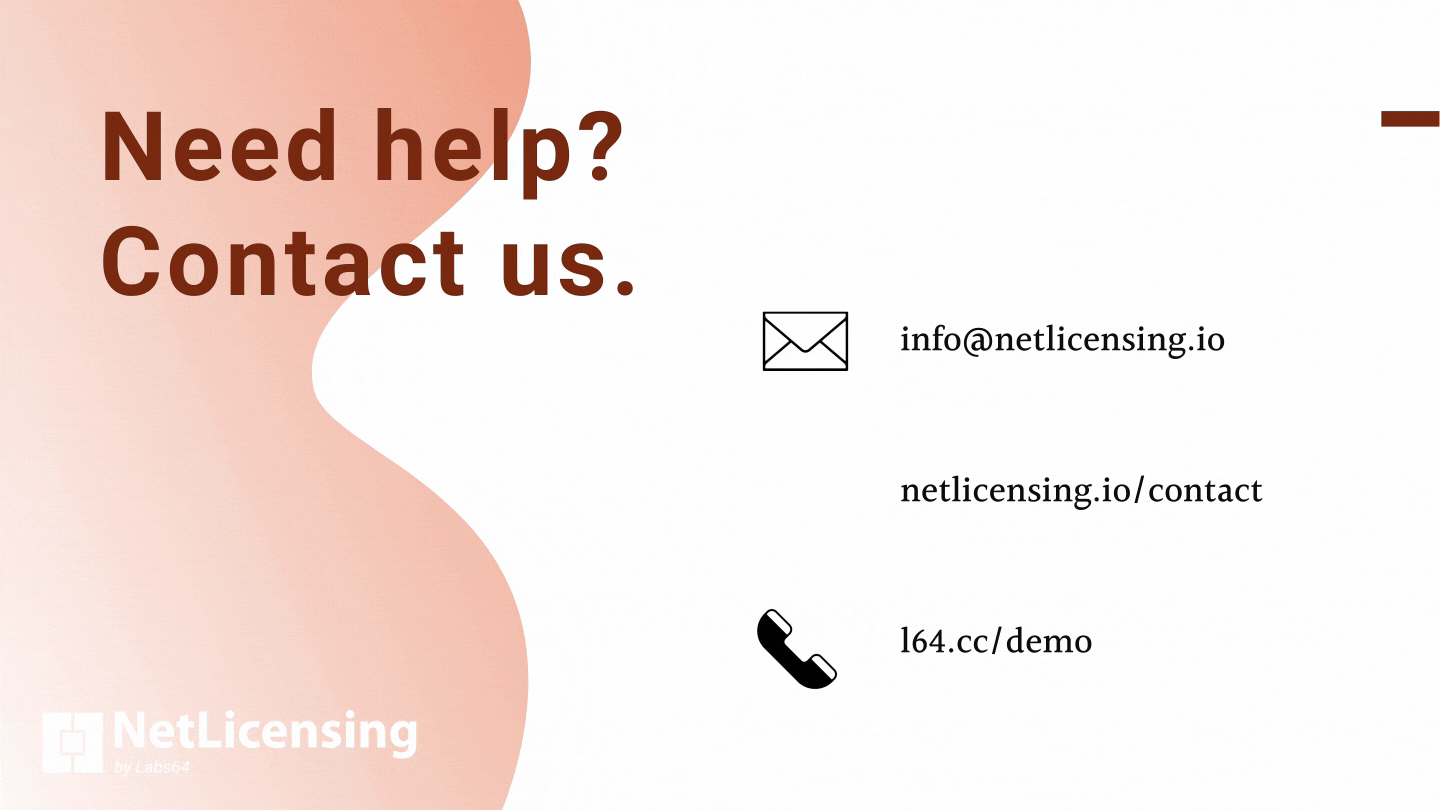 Need help?
Contact us.
info@netlicensing.io
netlicensing.io/contact
l64.cc/demo
NetLicensing
by Labs64